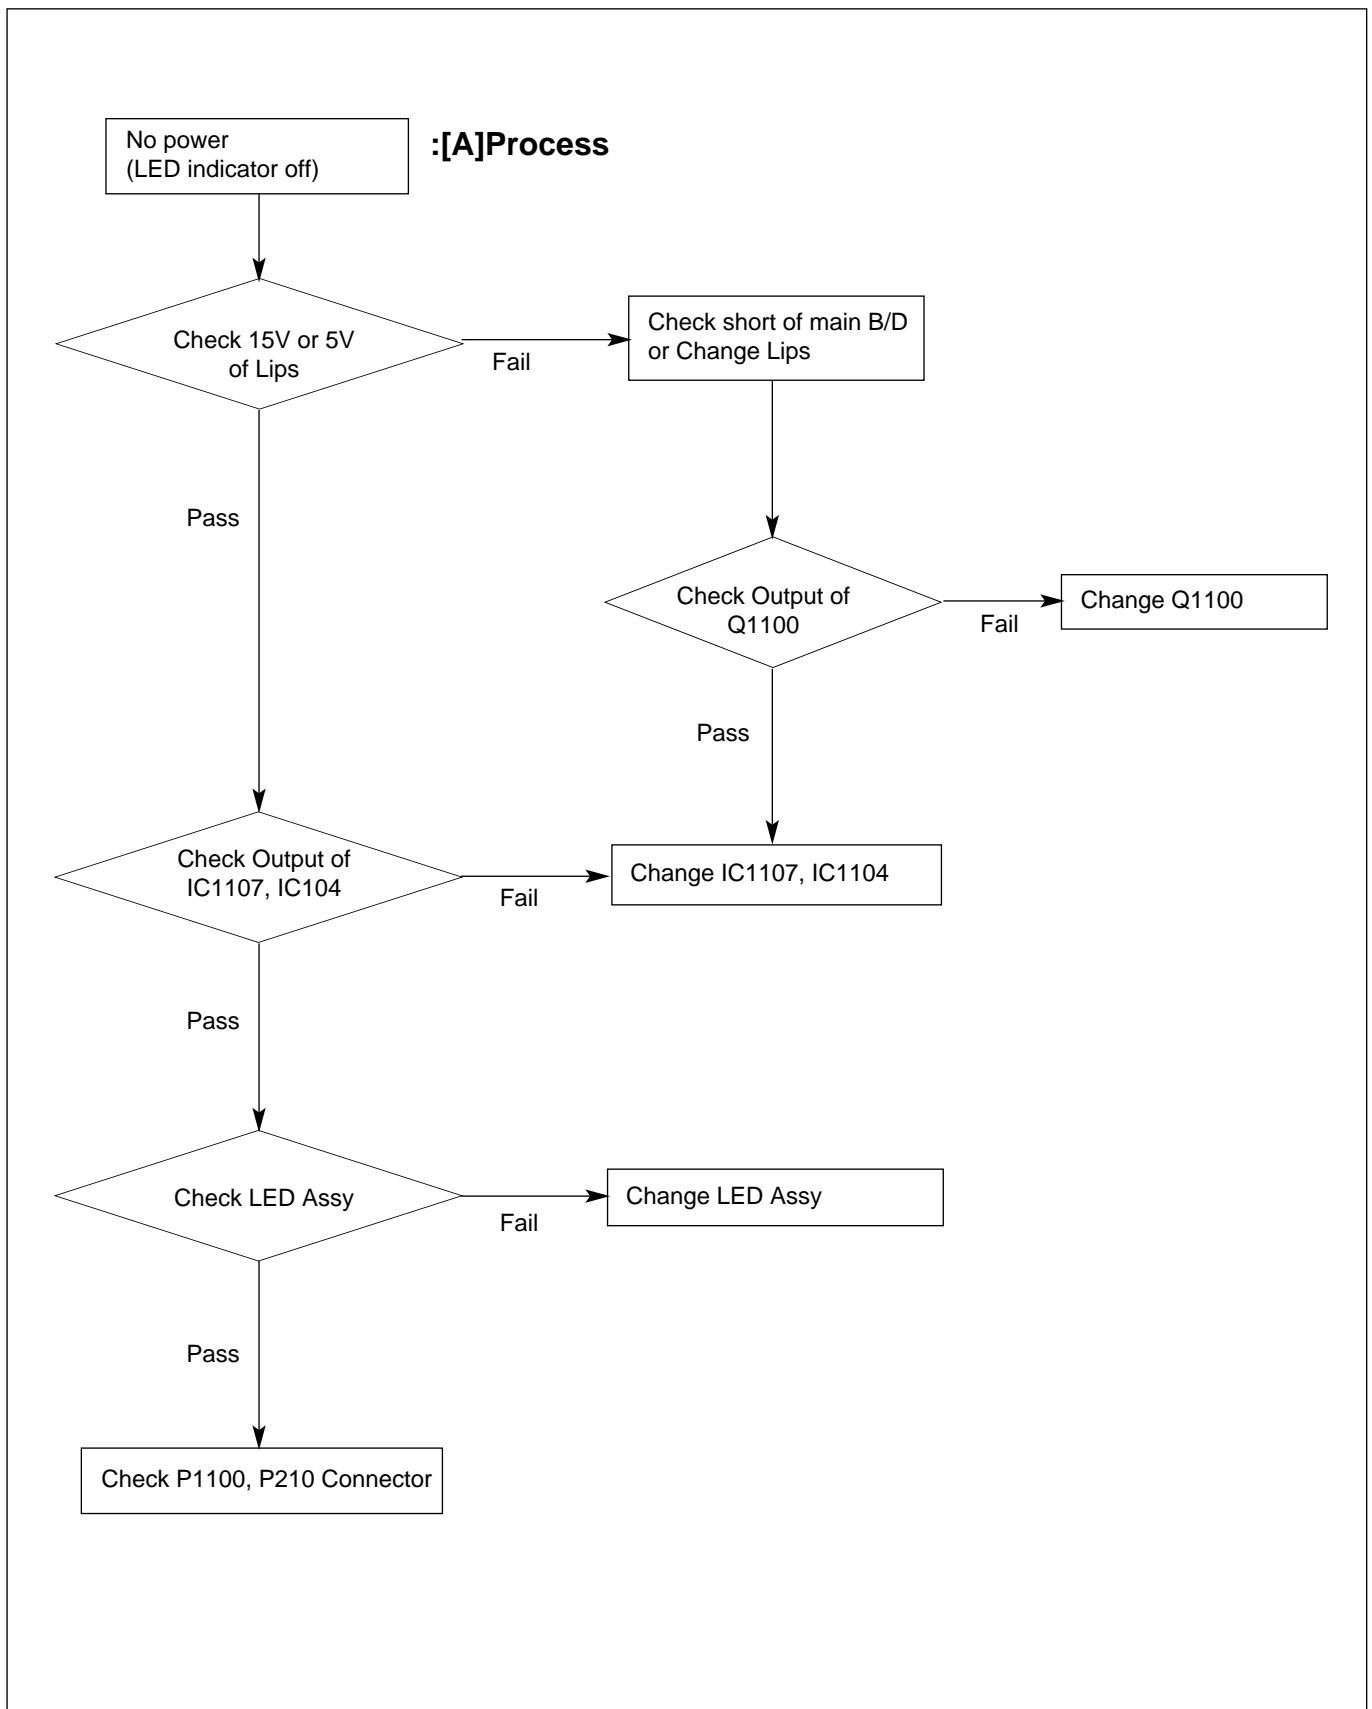 No power
(LED indicator off)
:[A]Process
Check 15V or 5V
of Lips
Fail
Check short of main B/D
or Change Lips
Pass
Check Output of
Q1100
Fail
Change Q1100
Pass
Check Output of
IC1107, IC104
Fail
Change IC1107, IC1104
Pass
Check LED Assy
Fail
Change LED Assy
Pass
Check P1100, P210 Connector